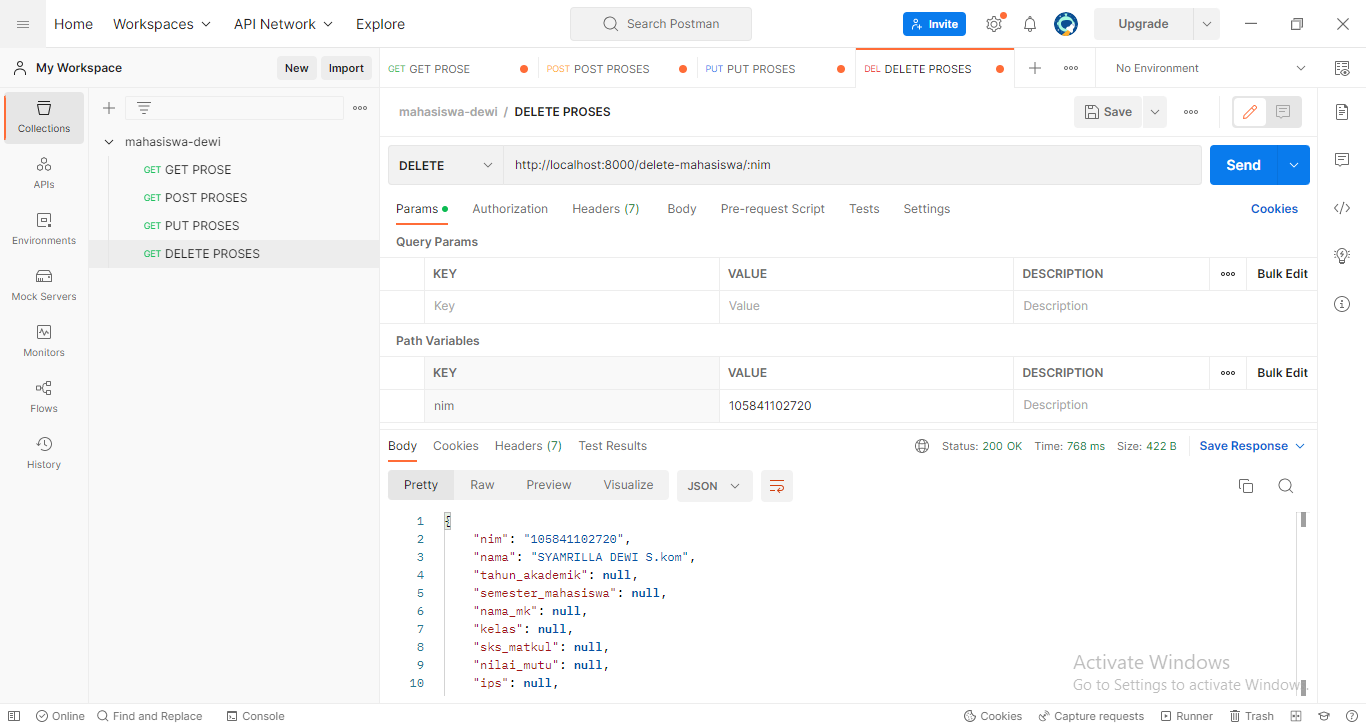 Home Workspaces API Network Explore Search Postman Invite Upgrade
My Workspace New Import GET GET PROSE POST POST PROSES PUT PUT PROSES DEL DELETE PROSES No Environment
Collections
APIs
Environments
Mock Servers
Monitors
Flows
History
mahasiswa-dewi
GET GET PROSE
GET POST PROSES
GET PUT PROSES
GET DELETE PROSES
mahasiswa-dewi / DELETE PROSES Save
DELETE http://localhost:8000/delete-mahasiswa/:nim Send
Params Authorization Headers (7) Body Pre-request Script Tests Settings Cookies
Query Params
KEY VALUE DESCRIPTION Bulk Edit
Key Value Description
Path Variables
KEY VALUE DESCRIPTION Bulk Edit
nim 105841102720 Description
Body Cookies Headers (7) Test Results Status: 200 OK Time: 768 ms Size: 422 B Save Response
Pretty Raw Preview Visualize JSON
1 {
2 "nim": "105841102720",
3 "nama": "SYAMRILLA DEWI S.kom",
4 "tahun_akademik": null,
5 "semester_mahasiswa": null,
6 "nama_mk": null,
7 "kelas": null,
8 "sks_matkul": null,
9 "nilai_mutu": null,
10 "ips": null,
Activate Windows
Go to Settings to activate Windows.
Online Find and Replace Console Cookies Capture requests Runner Trash